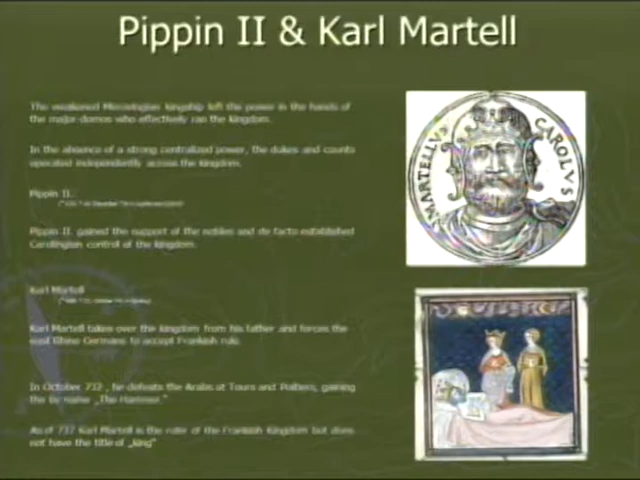 Pippin II & Karl Martell
The weakened Merovingian kingship left the power in the hands of
the major-domos who effectively ran the kingdom.
In the absence of a strong centralized power, the dukes and counts
operated independently across the kingdom.
Pippin II.
Pippin II. gained the support of the nobles and de facto established
Carolingian control of the kingdom.
Karl Martell
Karl Martell takes over the kingdom from his father and forces the
east Rhine Germans to accept Frankish rule.
In October 732 , he defeats the Arabs at Tours and Poitiers, gaining
the by name „The Hammer."
As of 737 Karl Martell is the ruler of the Frankish Kingdom but does
not have the title of „king"
MARTELLVS
CAROLVS